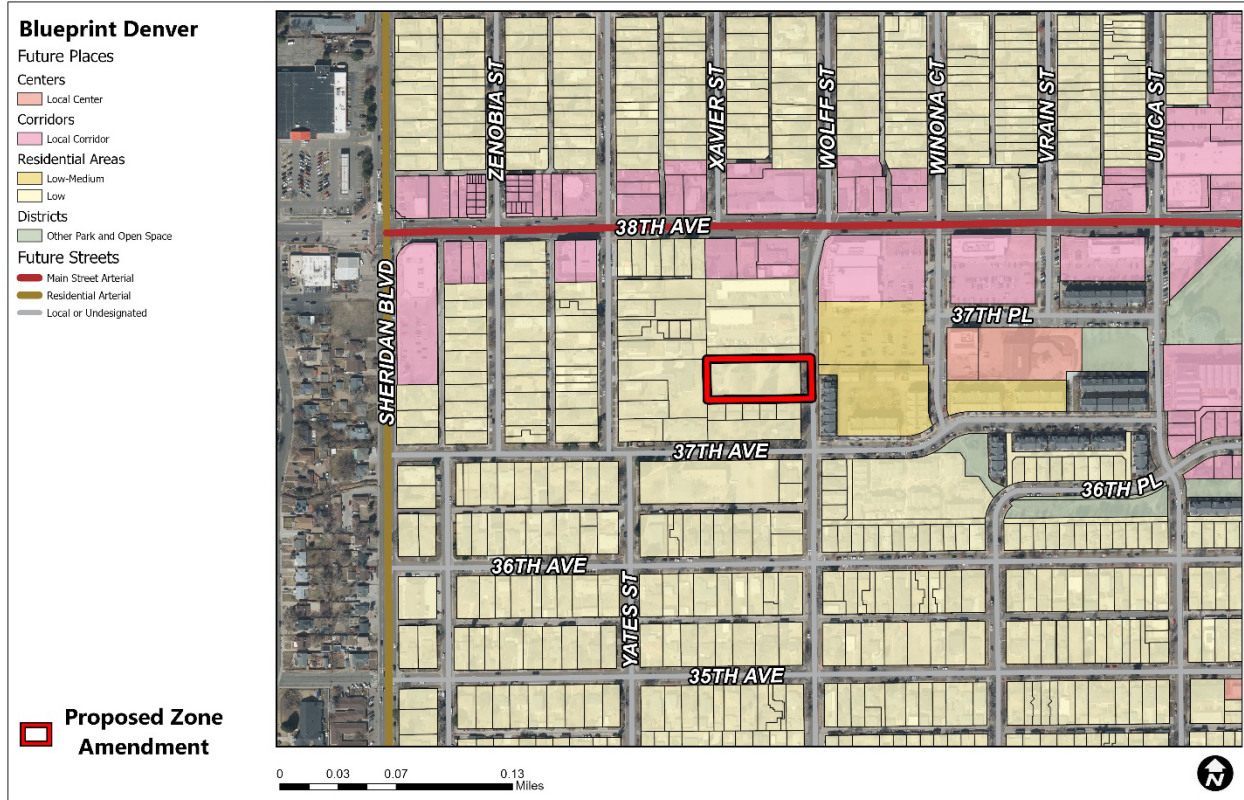 Blueprint Denver
Future Places
Centers
Local Center
Corridors
Local Corridor
Residential Areas
Low-Medium
Low
Districts
Other Park and Open Space
Future Streets
Main Street Arterial
Residential Arterial
Local or Undesignated
Proposed Zone
Amendment
ZENOBIA ST
XAVIER ST
WOLFF ST
WINONA CT
VRAIN ST
UTICA ST
38TH AVE
SHERIDAN BLVD
37TH PL
37TH AVE
36TH PL
36TH AVE
YATES ST
35TH AVE
0 0.03 0.07 0.13
Miles
N